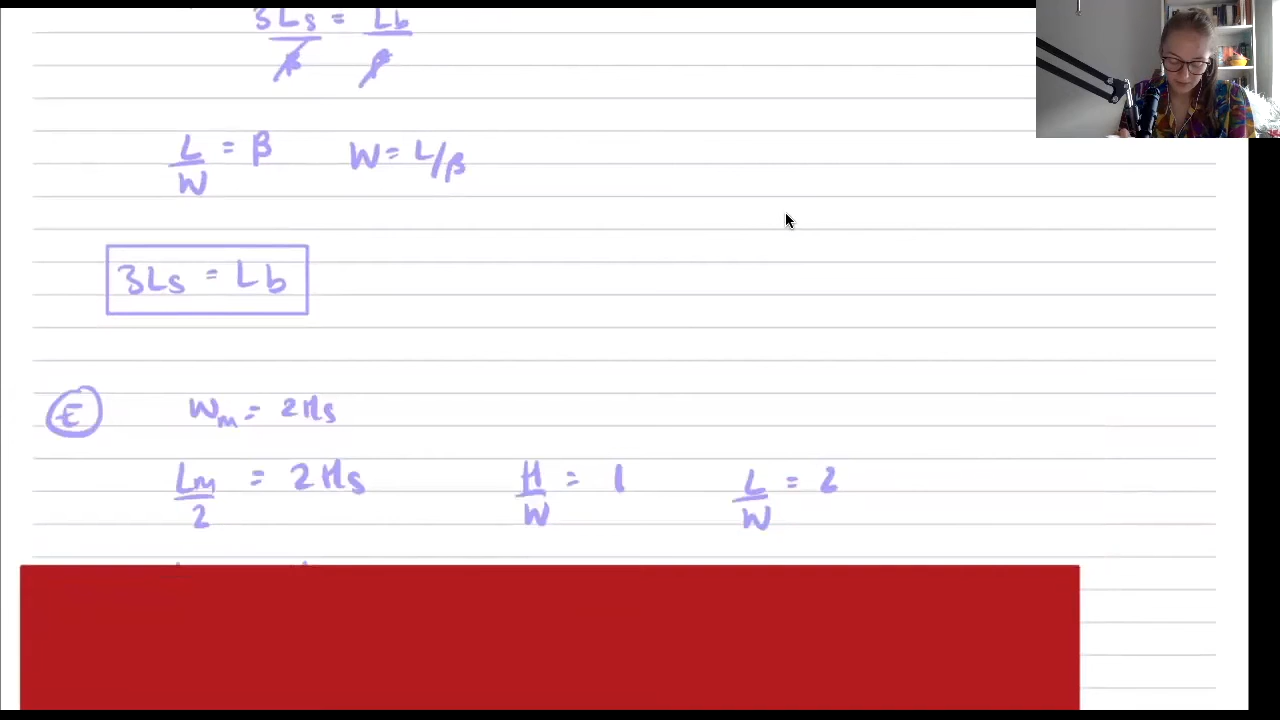 3Ls = Lb
β β
L/W = β W = L/β
3Ls = Lb
E Wm = 2Hs
Lm/2 = 2Hs H/W = 1 L/W = 2